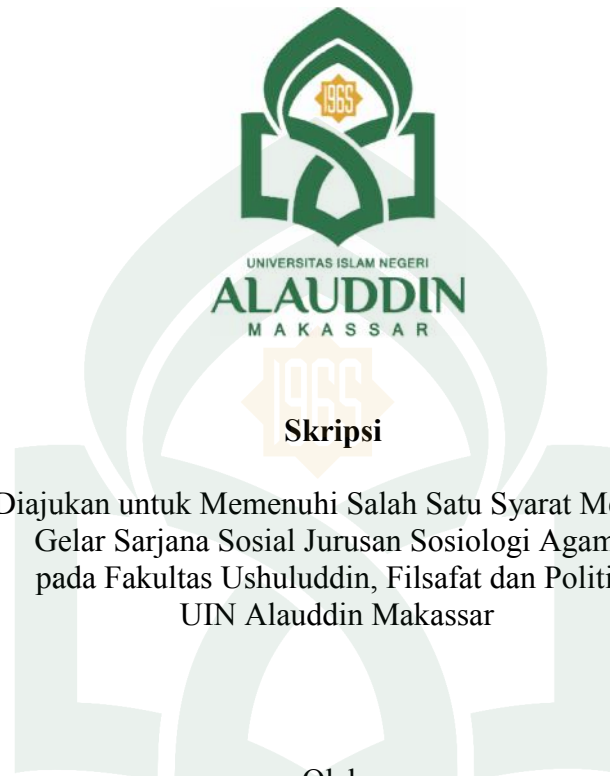 1965
UNIVERSITAS ISLAM NEGERI
ALAUDDIN
MAKASSAR
1965
Skripsi
Diajukan untuk Memenuhi Salah Satu Syarat
Gelar Sarjana Sosial Jurusan Sosiologi
pada Fakultas Ushuluddin, Filsafat dan
UIN Alauddin Makassar